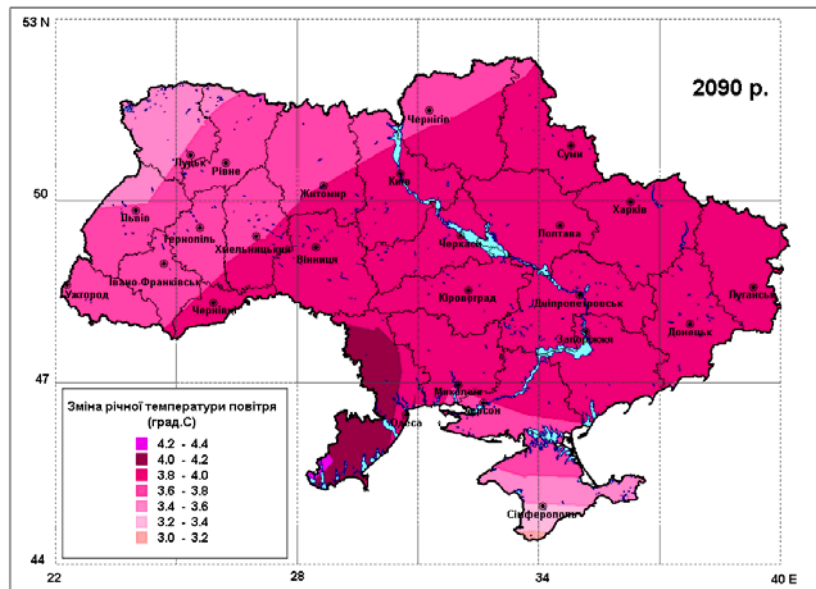 53 N
2090 р.
Чернігів
Суми
Луцьк
Рівне
Житомир
Київ
50
Харків
Львів
Тернопіль
Хмельницький
Вінниця
Черкаси
Полтава
Івано-Франківськ
Ужгород
Чернівці
Кіровоград
Дніпропетровськ
Луганськ
Донецьк
Запоріжжя
47
Миколаїв
Херсон
Одеса
Зміна річної температури повітря
(град.С)
4.2 - 4.4
4.0 - 4.2
3.8 - 4.0
3.6 - 3.8
3.4 - 3.6
3.2 - 3.4
3.0 - 3.2
Сімферополь
44
22
28
34
40 E